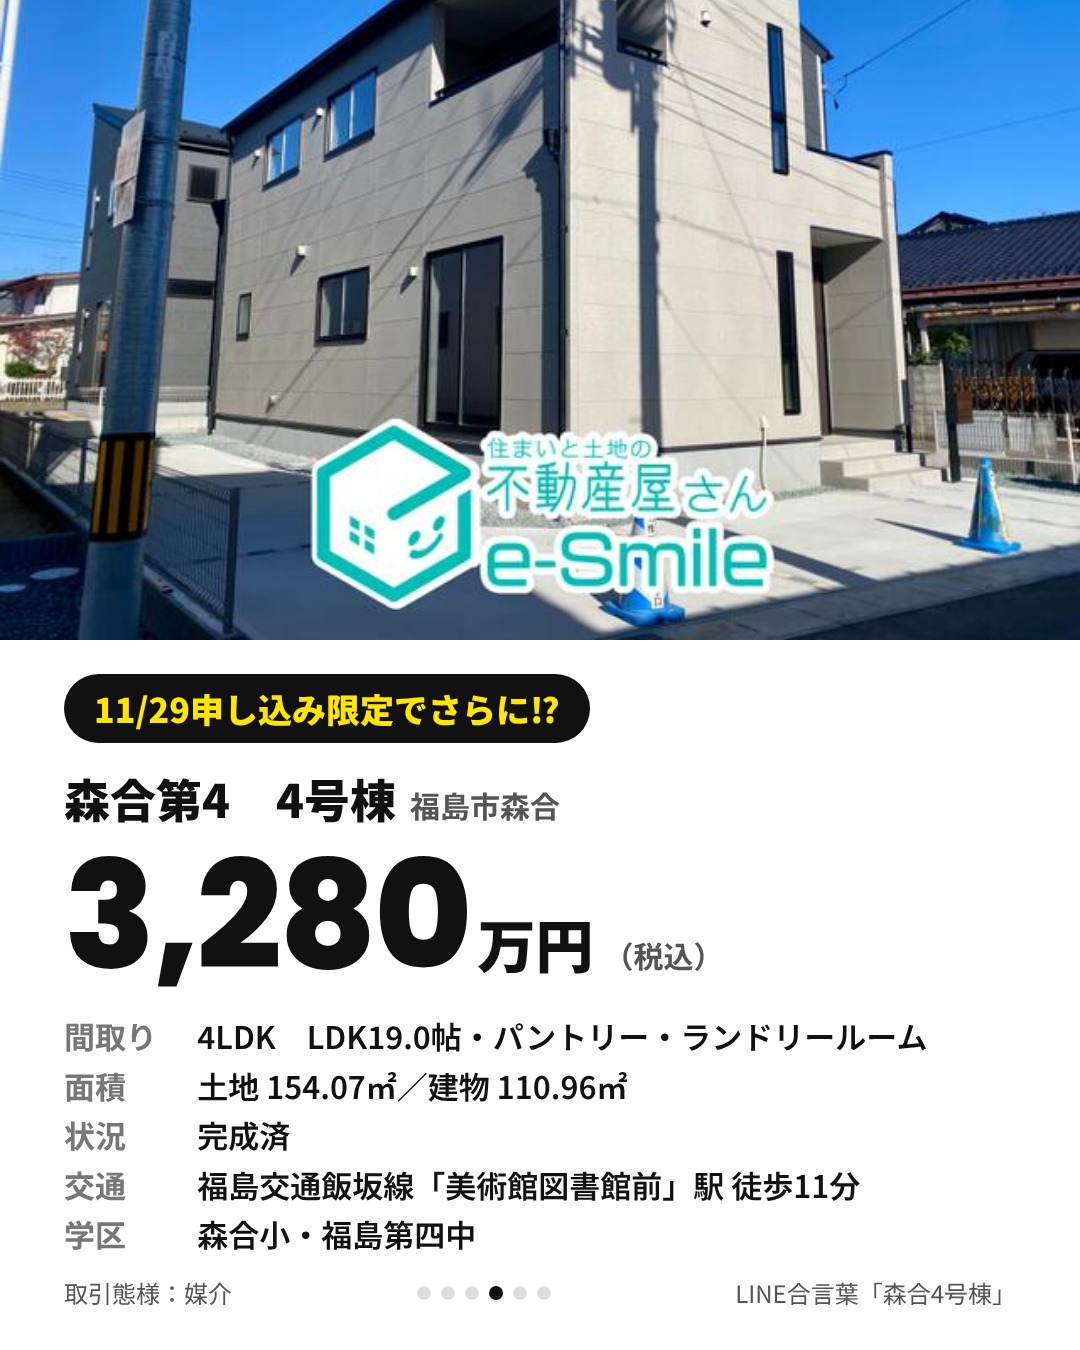 住まいと土地の
不動産屋さん
e-Smile
11/29申し込み限定でさらに!?
森合第4　4号棟 福島市森合
3,280万円（税込）
間取り　4LDK　LDK19.0帖・パントリー・ランドリールーム
面積　土地 154.07㎡／建物 110.96㎡
状況　完成済
交通　福島交通飯坂線「美術館図書館前」駅 徒歩11分
学区　森合小・福島第四中
取引態様：媒介　LINE合言葉「森合4号棟」